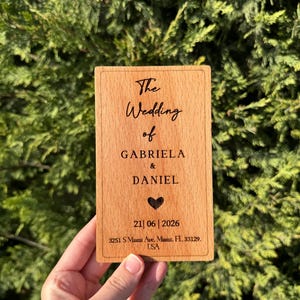 The
Wedding
of
GABRIELA
&
DANIEL
21| 06 | 2026
3251 S Miami Ave, Miami, FL 33129,
USA